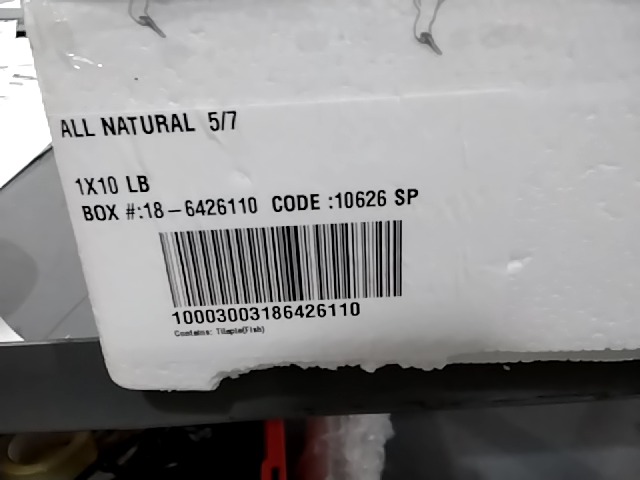 ALL NATURAL 5/7
1X10 LB
BOX #:18-6426110 CODE :10626 SP
10003003186426110
Contains: Tilapia(Fish)